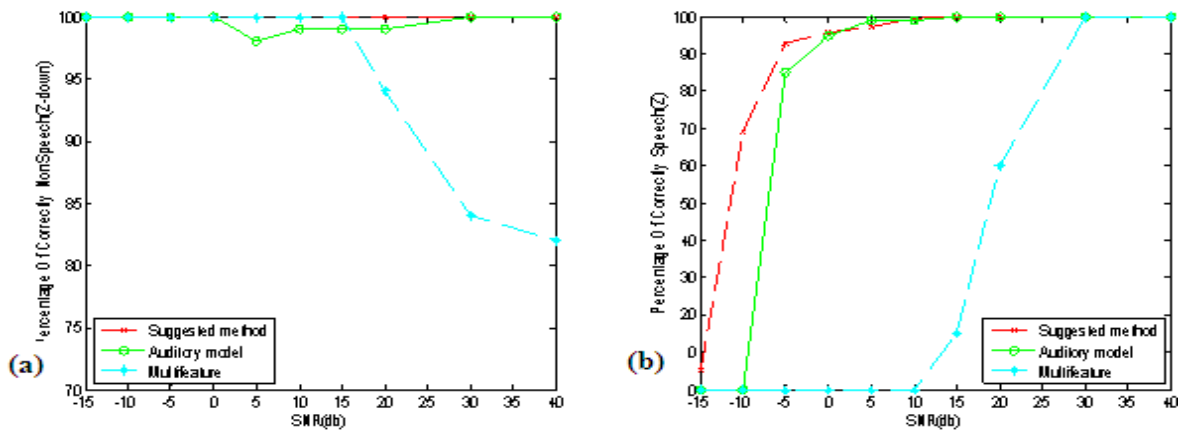 ercentage Of Correctly NonSpeech(Z-down)
100
95
90
85
80
75
70
Suggested method
Auditory model
Multifeature
(a)
-15 -10 -5 0 5 10 15 20 25 30 35 40
SNR(db)
Percentage Of Correctly Speech(Z)
100
90
80
70
60
50
40
30
20
0
0
Suggested method
Auditory model
Multifeature
(b)
-15 -10 -5 0 5 10 15 20 25 30 35 40
SNR(db)